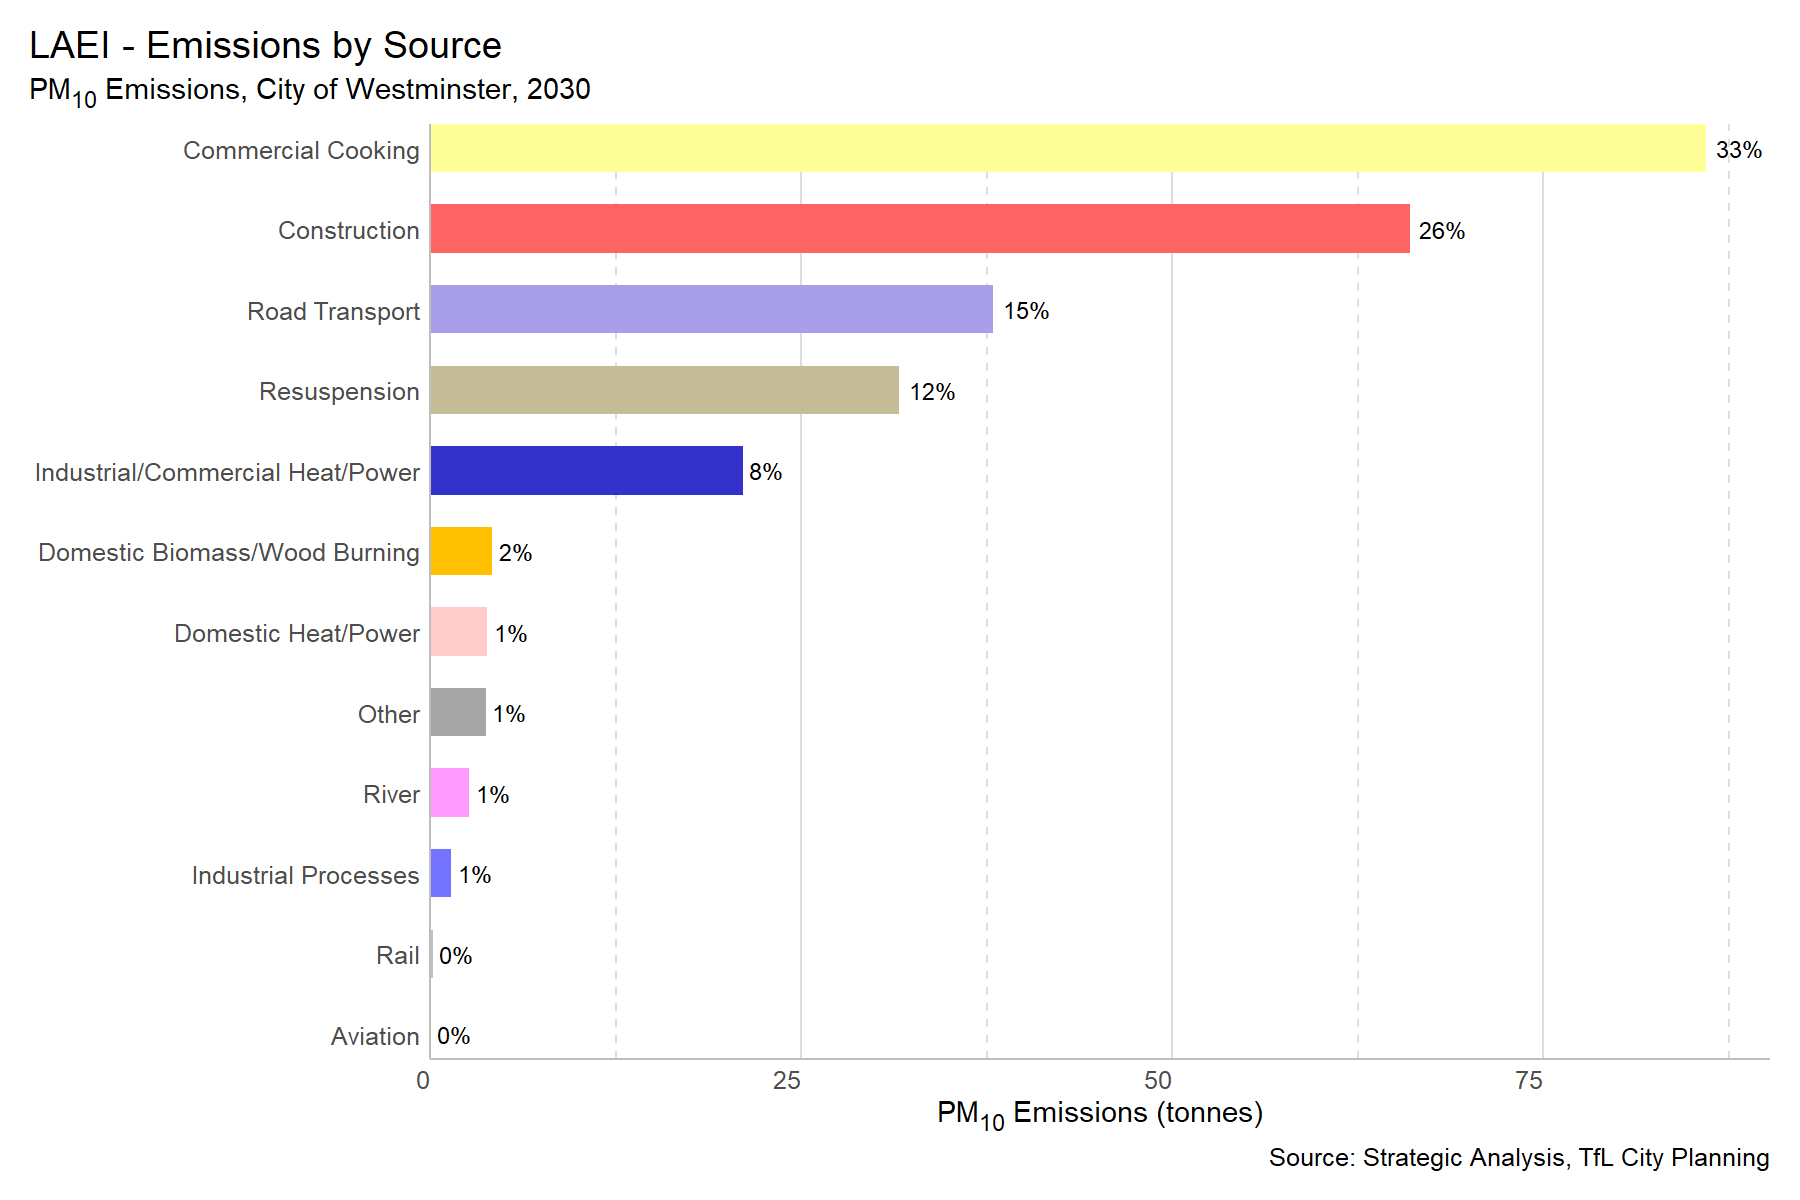 LAEI - Emissions by Source
PM10 Emissions, City of Westminster, 2030
Commercial Cooking 33%
Construction 26%
Road Transport 15%
Resuspension 12%
Industrial/Commercial Heat/Power 8%
Domestic Biomass/Wood Burning 2%
Domestic Heat/Power 1%
Other 1%
River 1%
Industrial Processes 1%
Rail 0%
Aviation 0%
0 25 50 75
PM10 Emissions (tonnes)
Source: Strategic Analysis, TfL City Planning